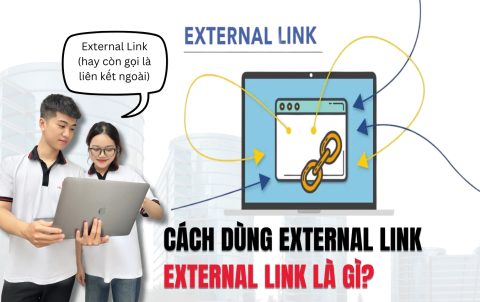 EXTERNAL LINK
External Link
(hay còn gọi là
liên kết ngoài)
CÁCH DÙNG EXTERNAL LINK
EXTERNAL LINK LÀ GÌ?